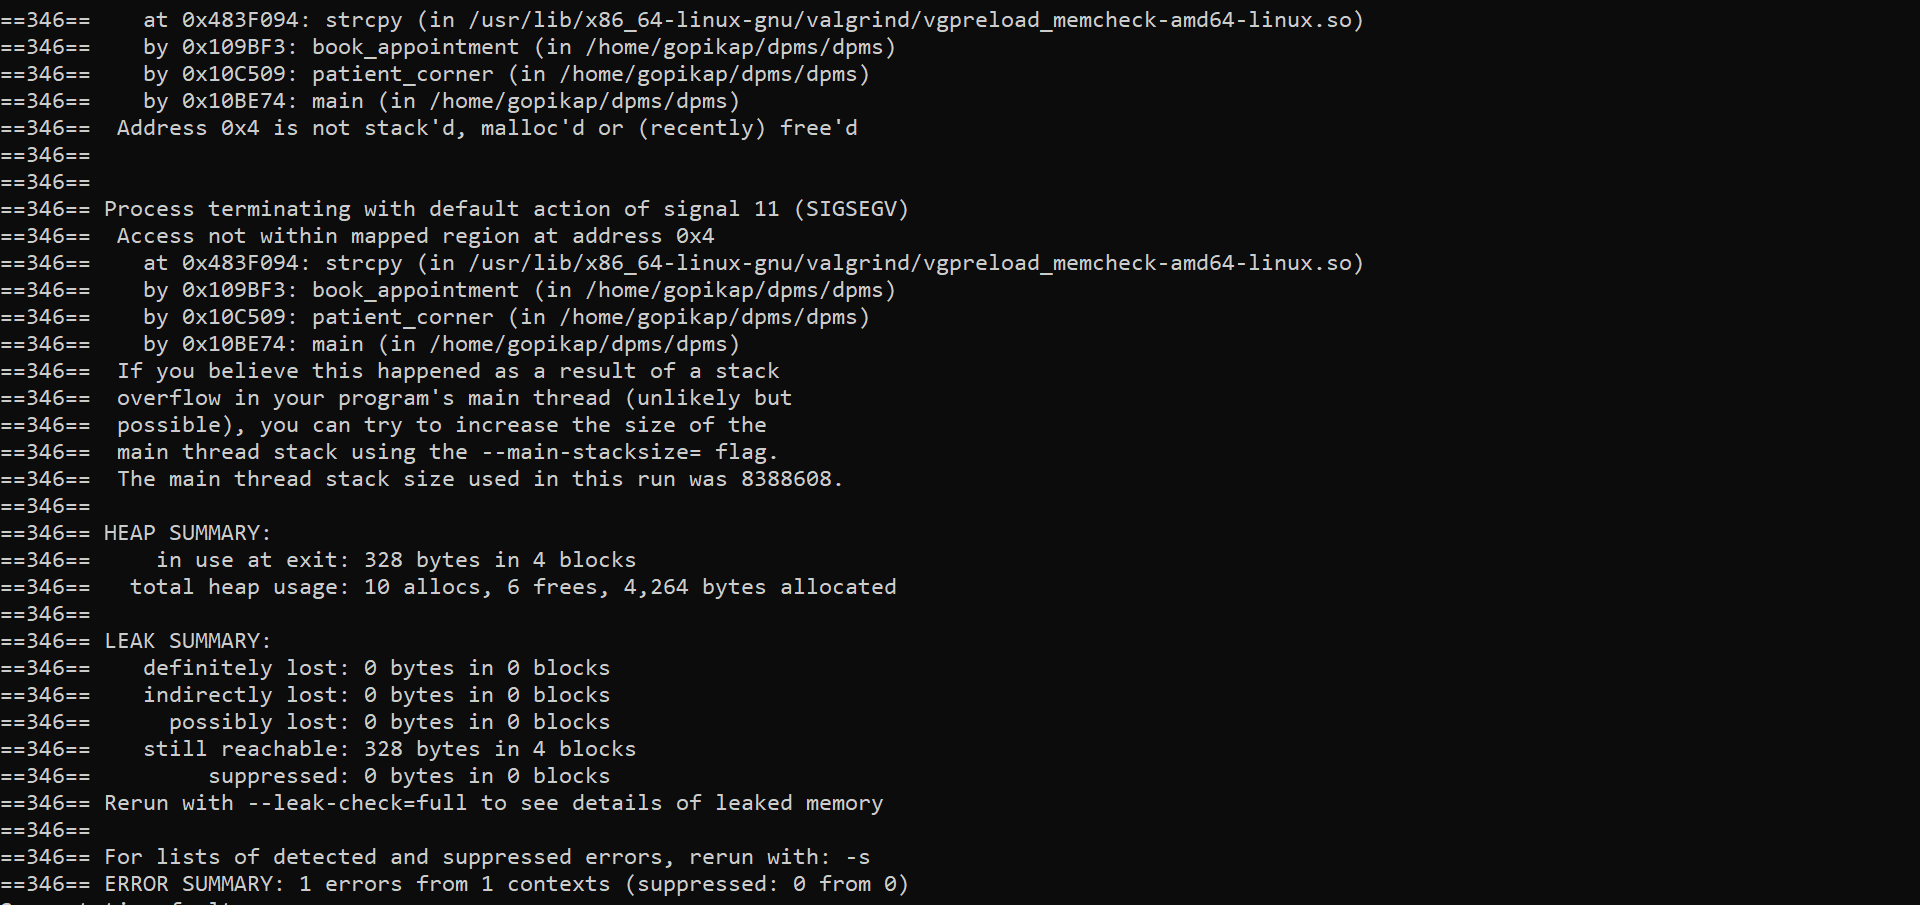 ==346==    at 0x483F094: strcpy (in /usr/lib/x86_64-linux-gnu/valgrind/vgpreload_memcheck-amd64-linux.so)
==346==    by 0x109BF3: book_appointment (in /home/gopikap/dpms/dpms)
==346==    by 0x10C509: patient_corner (in /home/gopikap/dpms/dpms)
==346==    by 0x10BE74: main (in /home/gopikap/dpms/dpms)
==346==  Address 0x4 is not stack'd, malloc'd or (recently) free'd
==346==
==346==
==346== Process terminating with default action of signal 11 (SIGSEGV)
==346==  Access not within mapped region at address 0x4
==346==    at 0x483F094: strcpy (in /usr/lib/x86_64-linux-gnu/valgrind/vgpreload_memcheck-amd64-linux.so)
==346==    by 0x109BF3: book_appointment (in /home/gopikap/dpms/dpms)
==346==    by 0x10C509: patient_corner (in /home/gopikap/dpms/dpms)
==346==    by 0x10BE74: main (in /home/gopikap/dpms/dpms)
==346==  If you believe this happened as a result of a stack
==346==  overflow in your program's main thread (unlikely but
==346==  possible), you can try to increase the size of the
==346==  main thread stack using the --main-stacksize= flag.
==346==  The main thread stack size used in this run was 8388608.
==346==
==346== HEAP SUMMARY:
==346==     in use at exit: 328 bytes in 4 blocks
==346==   total heap usage: 10 allocs, 6 frees, 4,264 bytes allocated
==346==
==346== LEAK SUMMARY:
==346==    definitely lost: 0 bytes in 0 blocks
==346==    indirectly lost: 0 bytes in 0 blocks
==346==      possibly lost: 0 bytes in 0 blocks
==346==    still reachable: 328 bytes in 4 blocks
==346==         suppressed: 0 bytes in 0 blocks
==346== Rerun with --leak-check=full to see details of leaked memory
==346==
==346== For lists of detected and suppressed errors, rerun with: -s
==346== ERROR SUMMARY: 1 errors from 1 contexts (suppressed: 0 from 0)